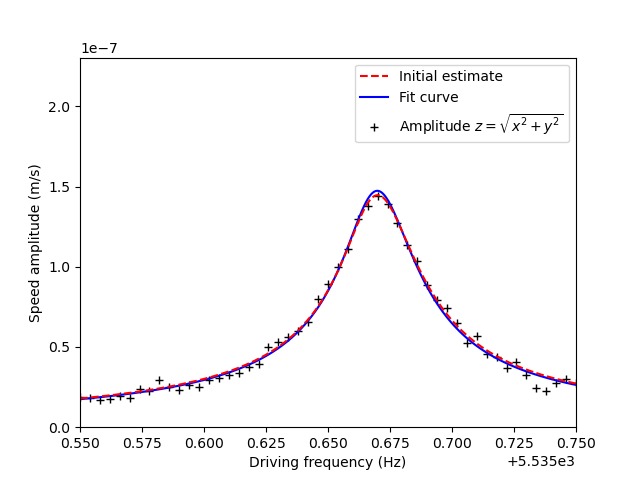 1e−7
Initial estimate
Fit curve
Amplitude z = √x² + y²
2.0
1.5
1.0
0.5
0.0
Speed amplitude (m/s)
0.550 0.575 0.600 0.625 0.650 0.675 0.700 0.725 0.750
Driving frequency (Hz)
+5.535e3